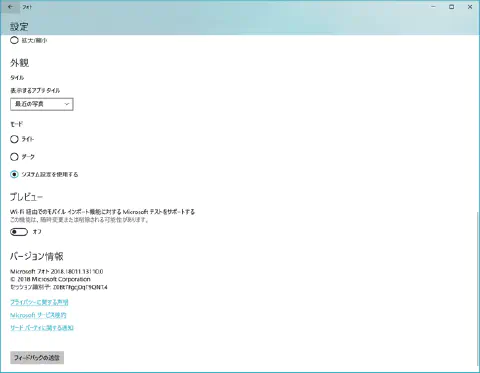 フォト
設定
拡大/縮小
外観
タイル
表示するアプリ タイル
最近の写真
モード
ライト
ダーク
システム設定を使用する
プレビュー
Wi-Fi 経由でのモバイル インポート機能に対する Microsoft テストをサポートする
この機能は、随時変更または削除される可能性があります。
オフ
バージョン情報
Microsoft フォト 2018.18011.13110.0
© 2018 Microsoft Corporation
セッション識別子:
プライバシーに関する声明
Microsoft サービス規約
サード パーティに関する通知
フィードバックの送信